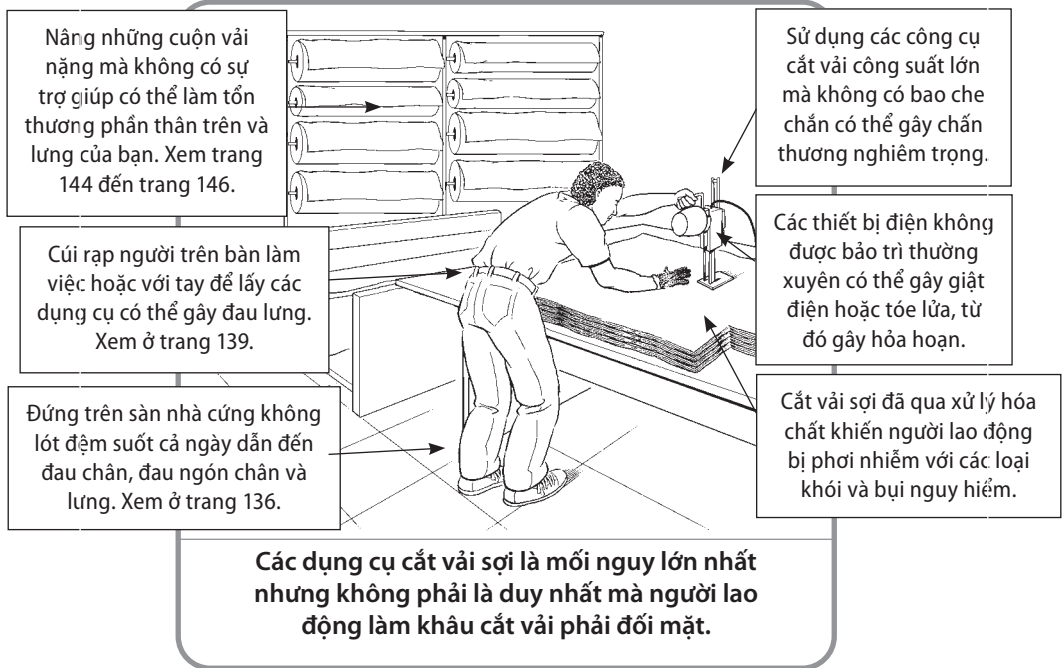 Nâng những cuộn vải
nặng mà không có sự
trợ giúp có thể làm tổn
thương phần thân trên và
lưng của bạn. Xem trang
144 đến trang 146.
Cúi rạp người trên bàn làm
việc hoặc với tay để lấy các
dụng cụ có thể gây đau lưng.
Xem ở trang 139.
Đứng trên sàn nhà cứng không
lót đệm suốt cả ngày dẫn đến
đau chân, đau ngón chân và
lưng. Xem ở trang 136.
Sử dụng các công cụ
cắt vải công suất lớn
mà không có bao che
chắn có thể gây chấn
thương nghiêm trọng.
Các thiết bị điện không
được bảo trì thường
xuyên có thể gây giật
điện hoặc tóe lửa, từ
đó gây hỏa hoạn.
Cắt vải sợi đã qua xử lý hóa
chất khiến người lao động
bị phơi nhiễm với các loại
khói và bụi nguy hiểm.
Các dụng cụ cắt vải sợi là mối nguy lớn nhất
nhưng không phải là duy nhất mà người lao
động làm khâu cắt vải phải đối mặt.